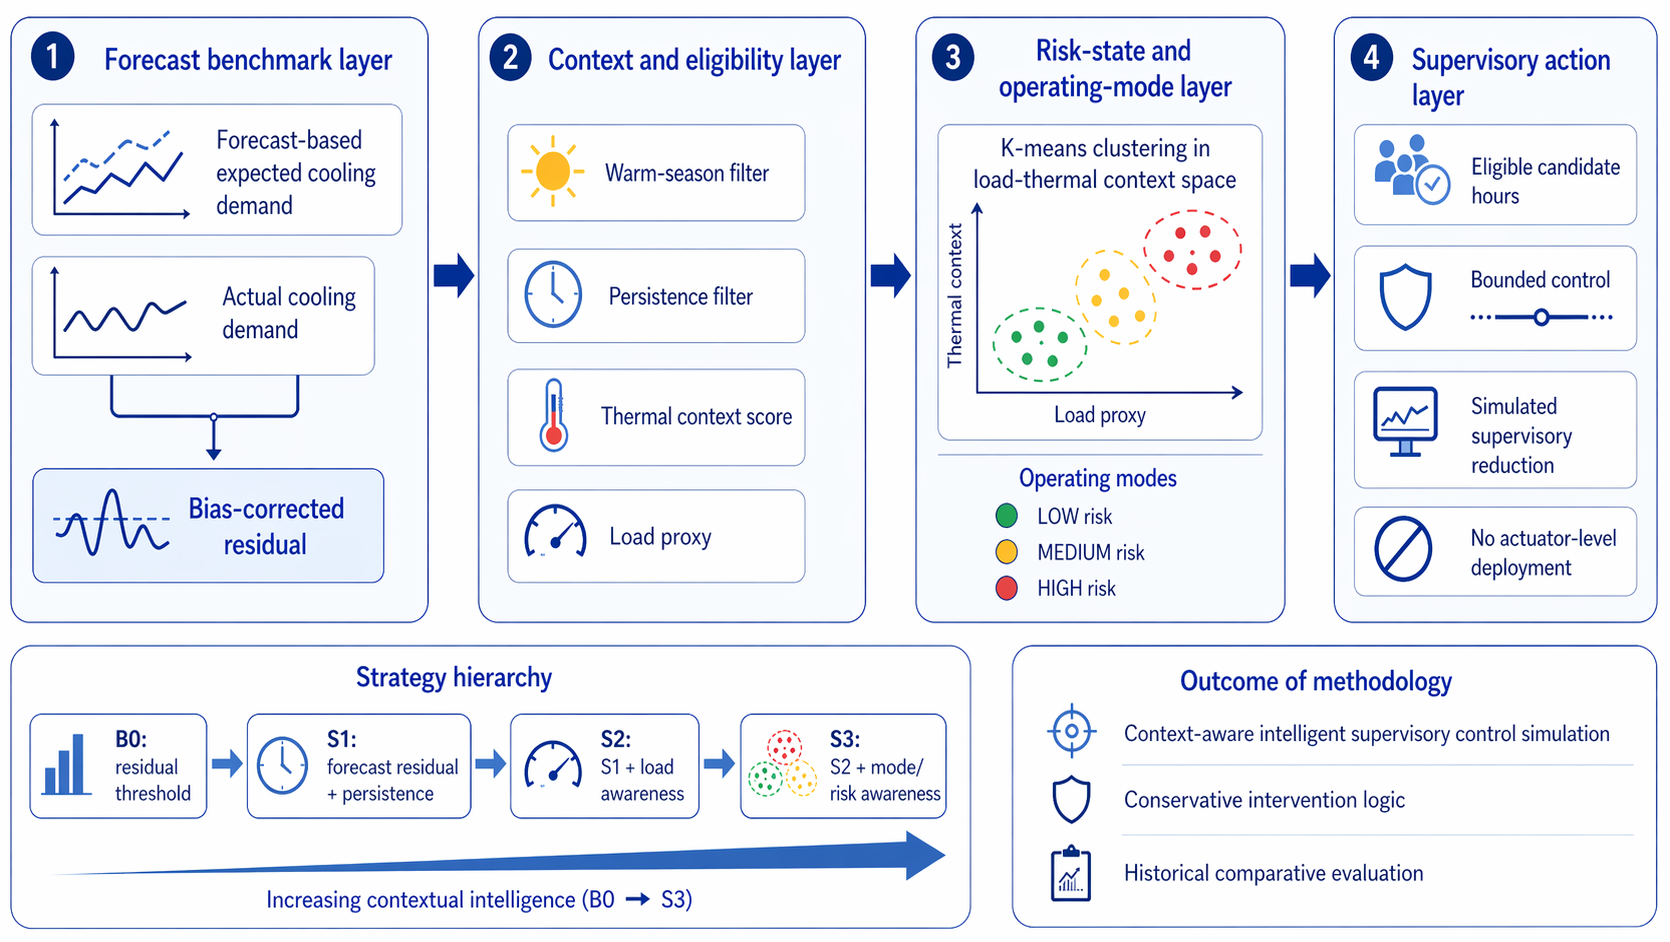 1
Forecast benchmark layer
Forecast-based
expected cooling
demand
Actual cooling
demand
Bias-corrected
residual
2
Context and eligibility layer
Warm-season filter
Persistence filter
Thermal context score
Load proxy
3
Risk-state and
operating-mode layer
K-means clustering in
load-thermal context space
Thermal context
Load proxy
Operating modes
LOW risk
MEDIUM risk
HIGH risk
4
Supervisory action
layer
Eligible candidate
hours
Bounded control
Simulated
supervisory
reduction
No actuator-level
deployment
Strategy hierarchy
B0:
residual
threshold
S1:
forecast residual
+ persistence
S2:
S1 + load
awareness
S3:
S2 + mode/
risk awareness
Increasing contextual intelligence (B0 → S3)
Outcome of methodology
Context-aware intelligent supervisory control simulation
Conservative intervention logic
Historical comparative evaluation